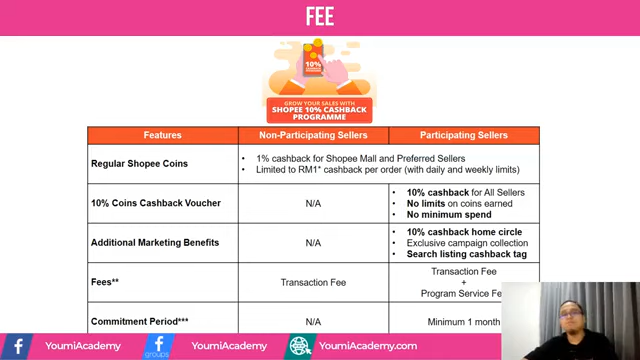 FEE
10%
GROW YOUR SALES WITH
SHOPEE 10% CASHBACK
PROGRAMME
Features Non-Participating Sellers Participating Sellers
Regular Shopee Coins
• 1% cashback for Shopee Mall and Preferred Sellers
• Limited to RM1* cashback per order (with daily and weekly limits)
10% Coins Cashback Voucher N/A
• 10% cashback for All Sellers
• No limits on coins earned
• No minimum spend
Additional Marketing Benefits N/A
• 10% cashback home circle
• Exclusive campaign collection
• Search listing cashback tag
Fees** Transaction Fee
Transaction Fee
+
Program Service
Commitment Period*** N/A Minimum 1 month
YoumiAcademy
groups
YoumiAcademy
YoumiAcademy.com